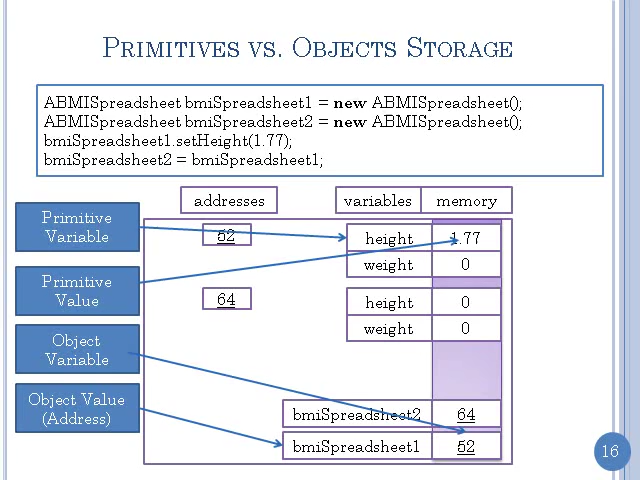 PRIMITIVES VS. OBJECTS STORAGE
ABMISpreadsheet bmiSpreadsheet1 = new ABMISpreadsheet();
ABMISpreadsheet bmiSpreadsheet2 = new ABMISpreadsheet();
bmiSpreadsheet1.setHeight(1.77);
bmiSpreadsheet2 = bmiSpreadsheet1;
addresses
variables
memory
Primitive
Variable
52
height
1.77
weight
0
Primitive
Value
64
height
0
weight
0
Object
Variable
Object Value
(Address)
bmiSpreadsheet2
64
bmiSpreadsheet1
52
16